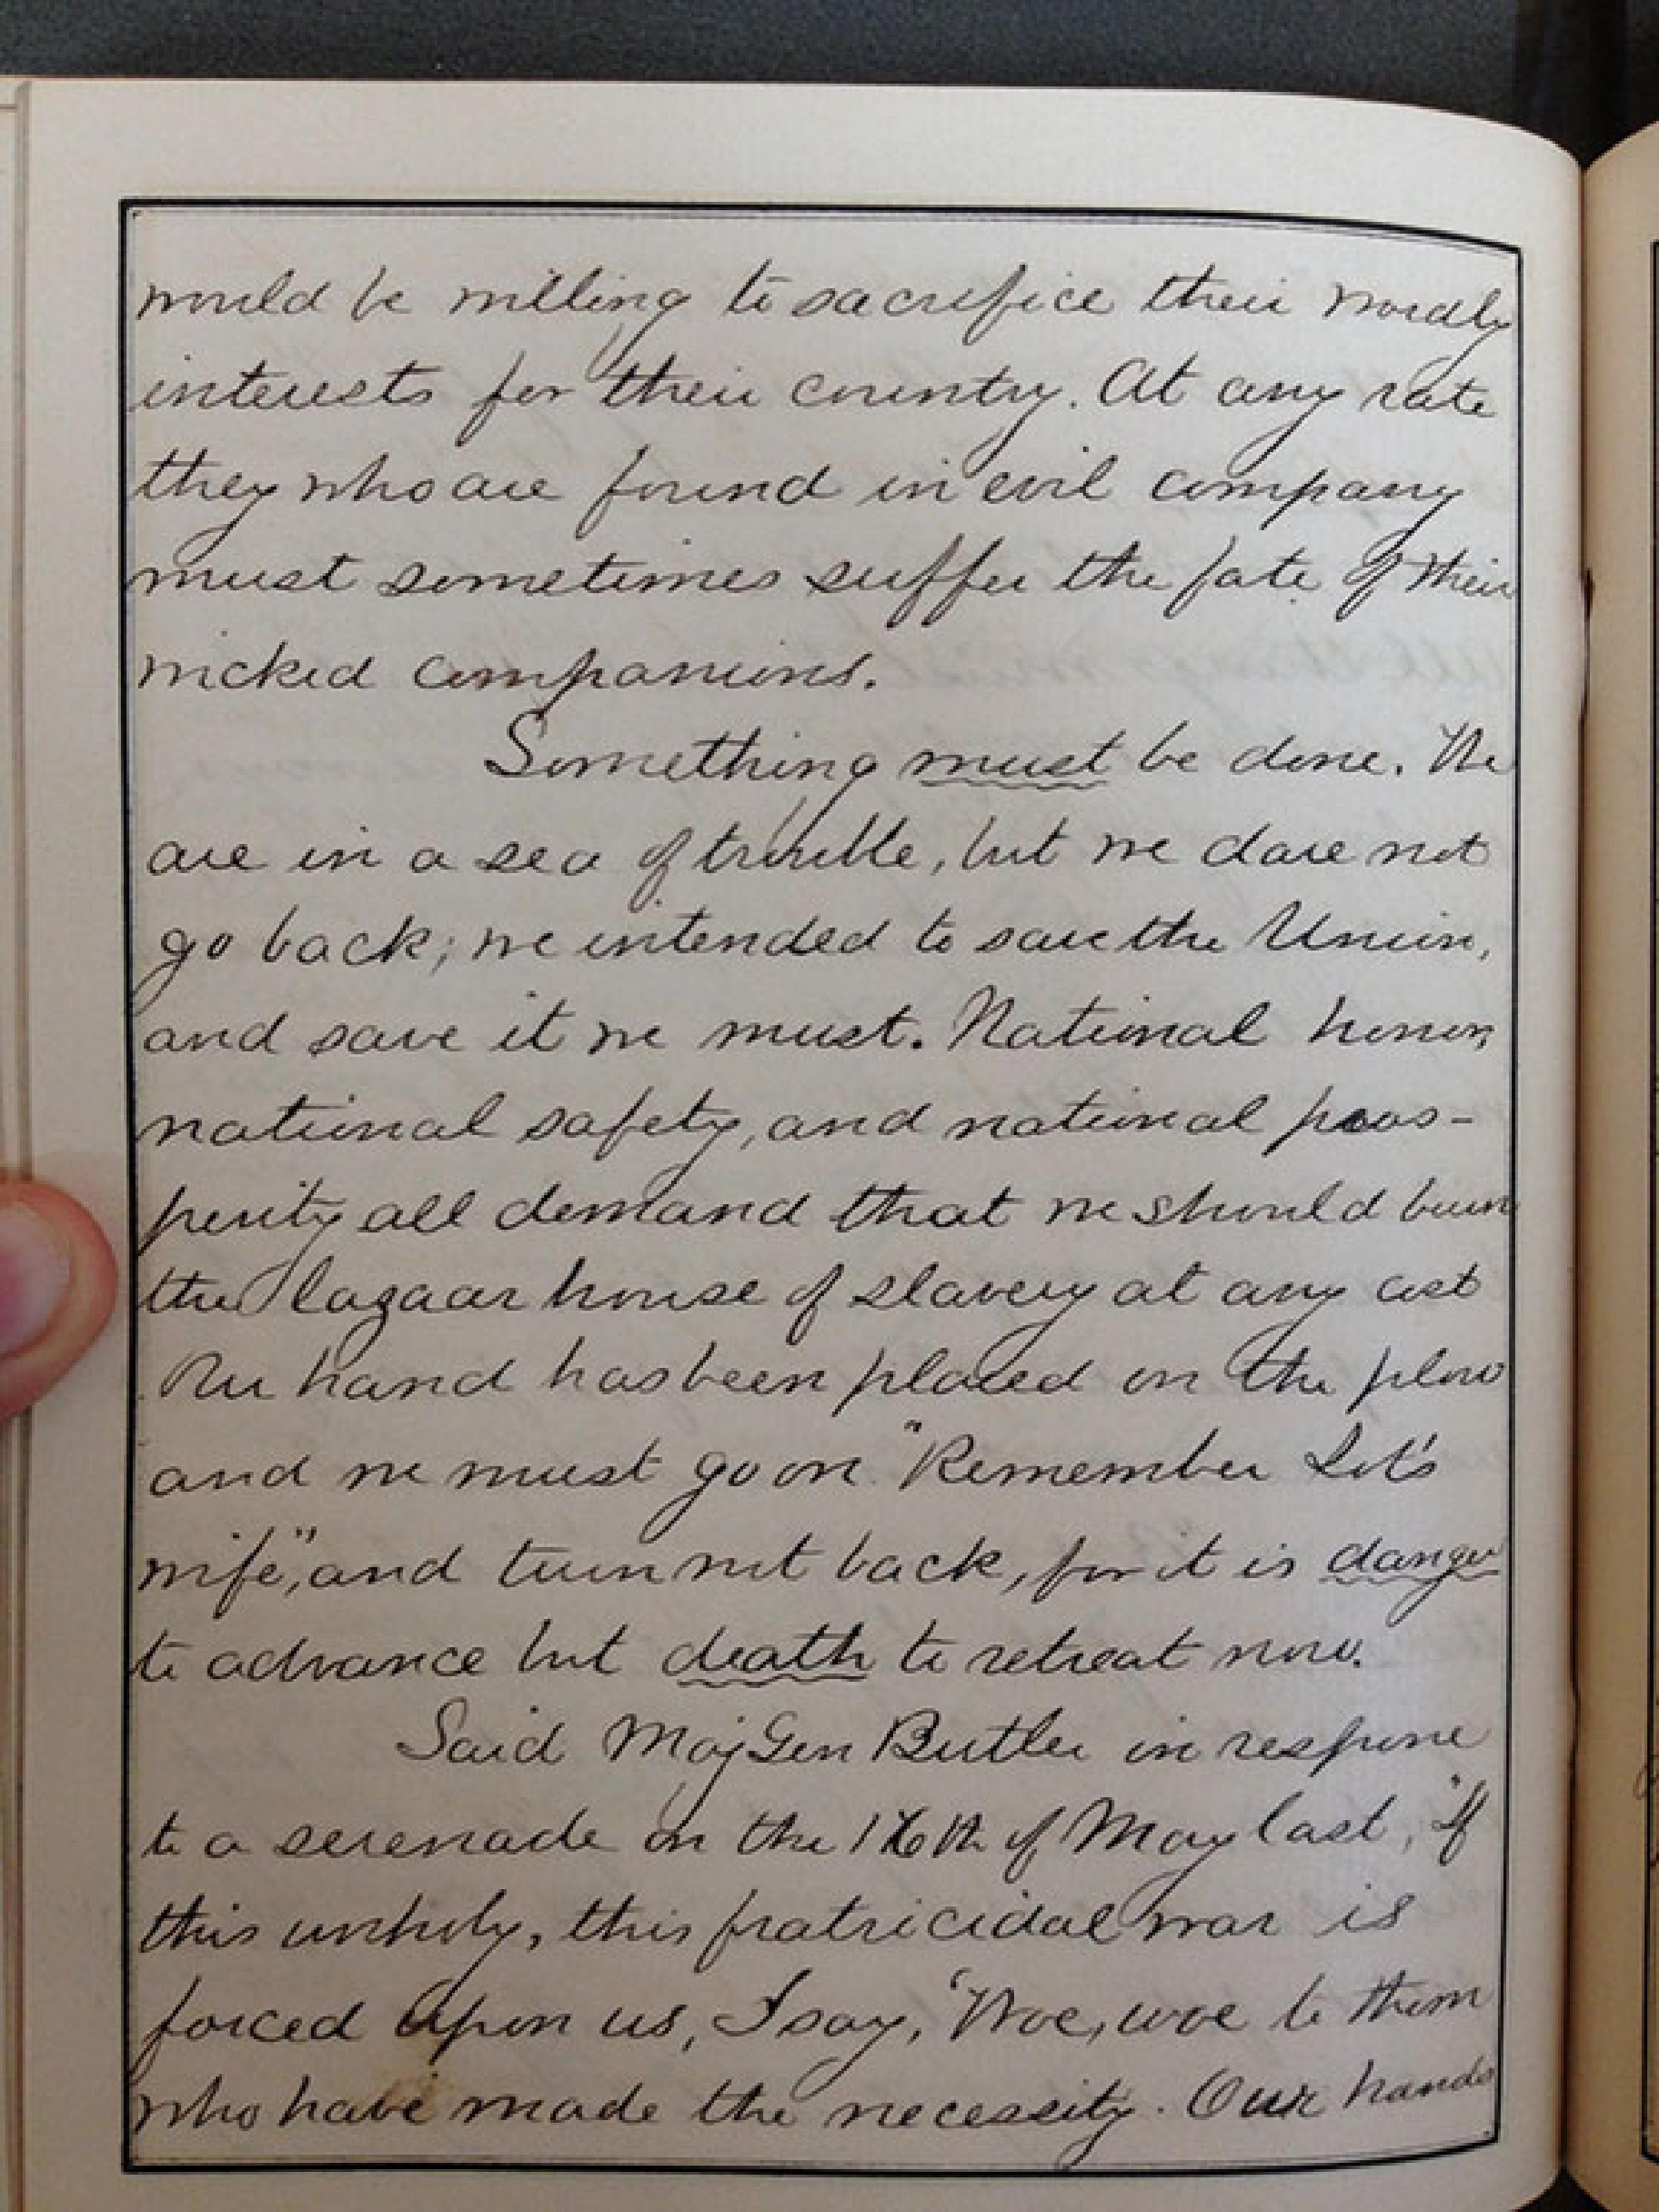 would be willing to sacrifice their wordly
interests for their country. At any rate
they who are found in evil company
must sometimes suffer the fate of their
wicked companions.
Something must be done. We
are in a sea of trouble, but we dare not
go back; we intended to save the Union,
and save it we must. National honor,
national safety, and national pros-
perity all demand that we should burn
the lazaar house of slavery at any cost
Our hand has been placed on the plow
and we must go on. "Remember Lot's
wife", and turn not back, for it is danger
to advance but death to retreat now.
Said Maj Gen Butler in respone
to a serenade on the 16th of May last, "If
this unholy, this fratricidal war is
forced upon us, I say, 'Woe, woe to them
who have made the necessity. Our hands